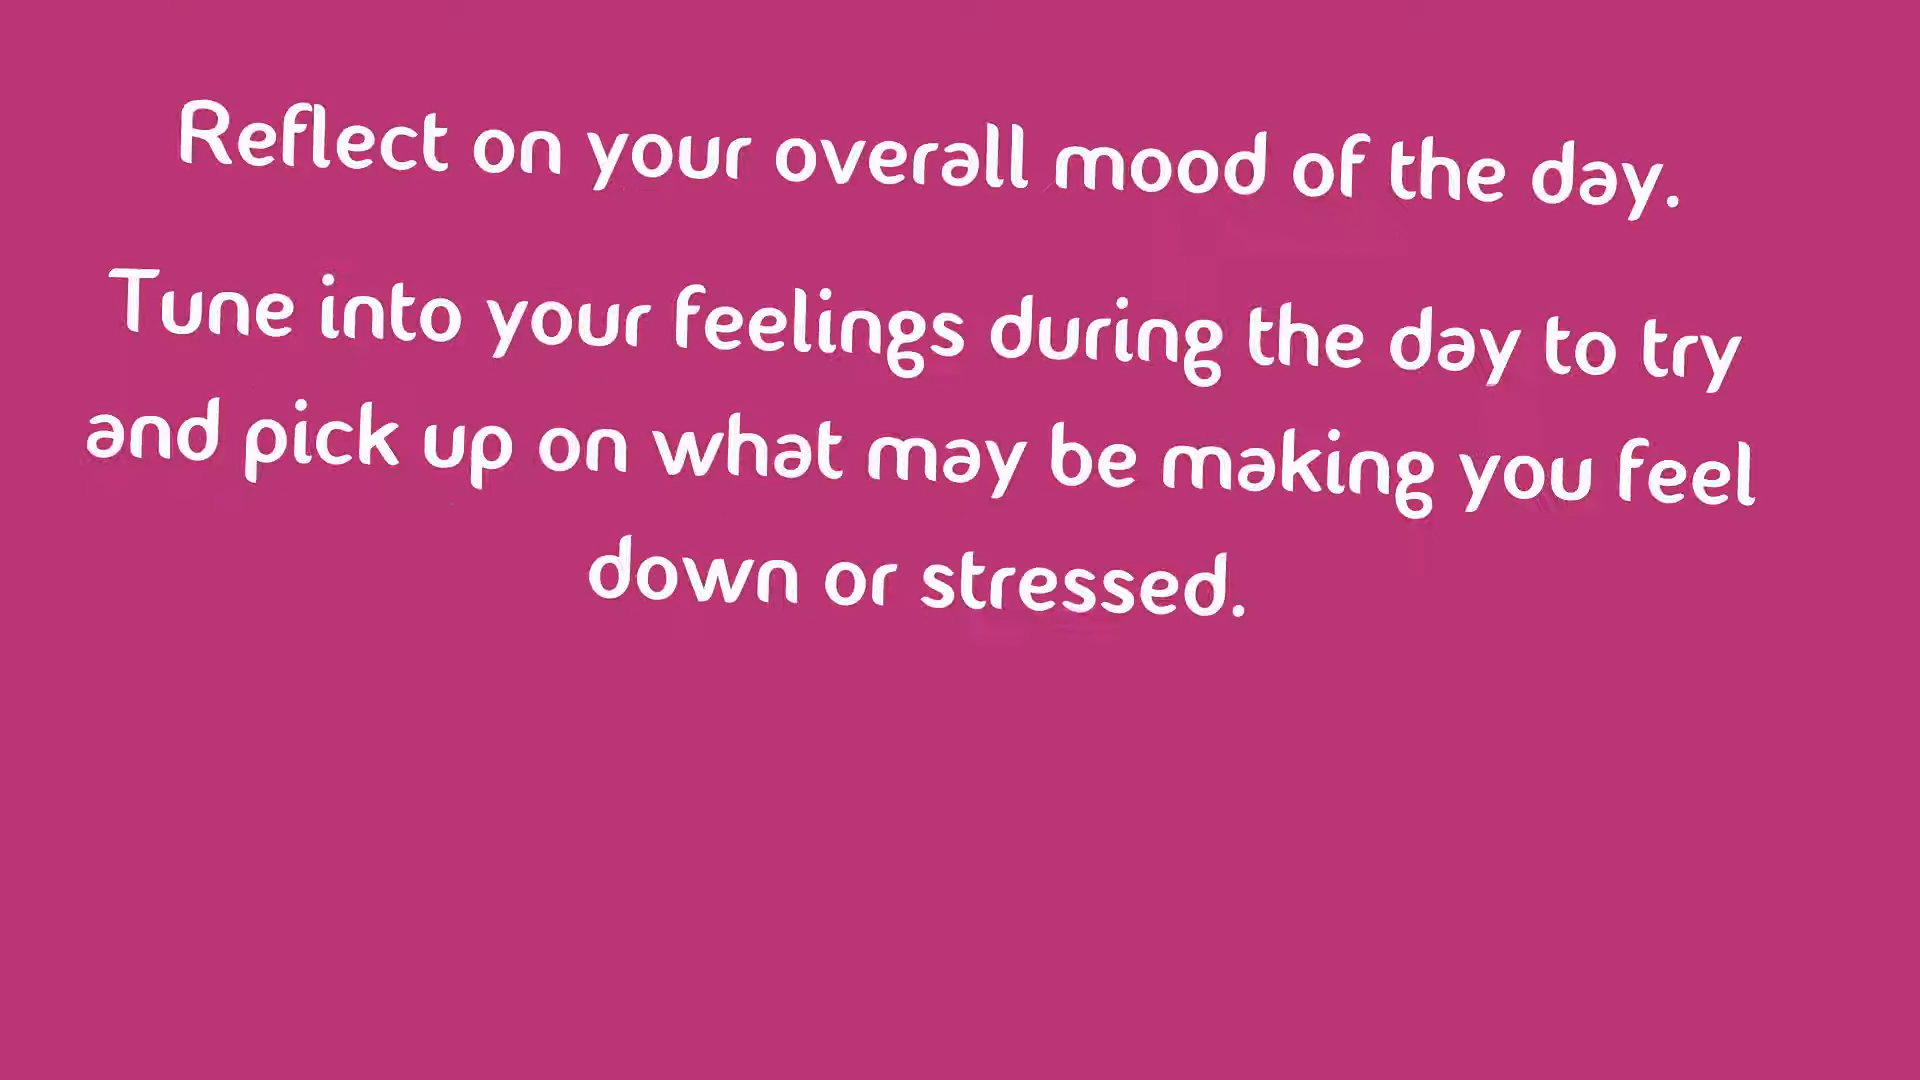 Reflect on your overall mood of the day.
Tune into your feelings during the day to try
and pick up on what may be making you feel
down or stressed.